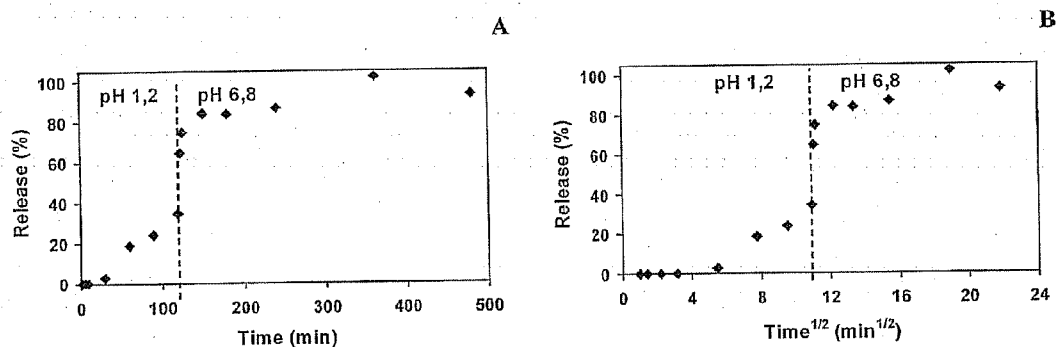 A
Release (%)
100
80
60
40
20
0
pH 1,2
pH 6,8
0 100 200 300 400 500
Time (min)
B
Release (%)
100
80
60
40
20
0
pH 1,2
pH 6,8
0 4 8 12 16 20 24
Time1/2 (min1/2)